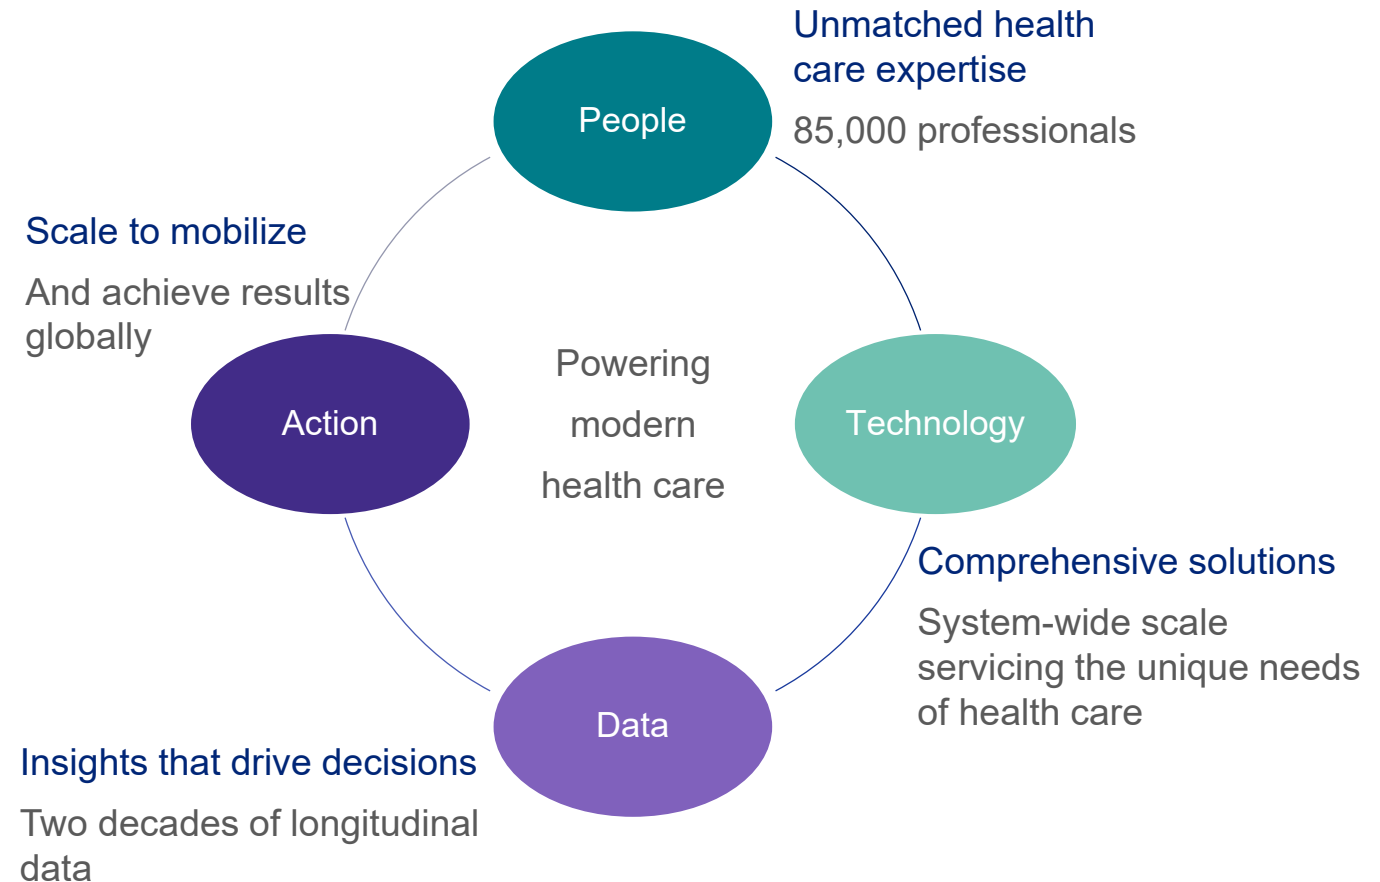 Unmatched health
care expertise
85,000 professionals
People
Scale to mobilize
And achieve results
globally
Action
Powering
modern
health care
Technology
Comprehensive solutions
System-wide scale
servicing the unique needs
of health care
Data
Insights that drive decisions
Two decades of longitudinal
data